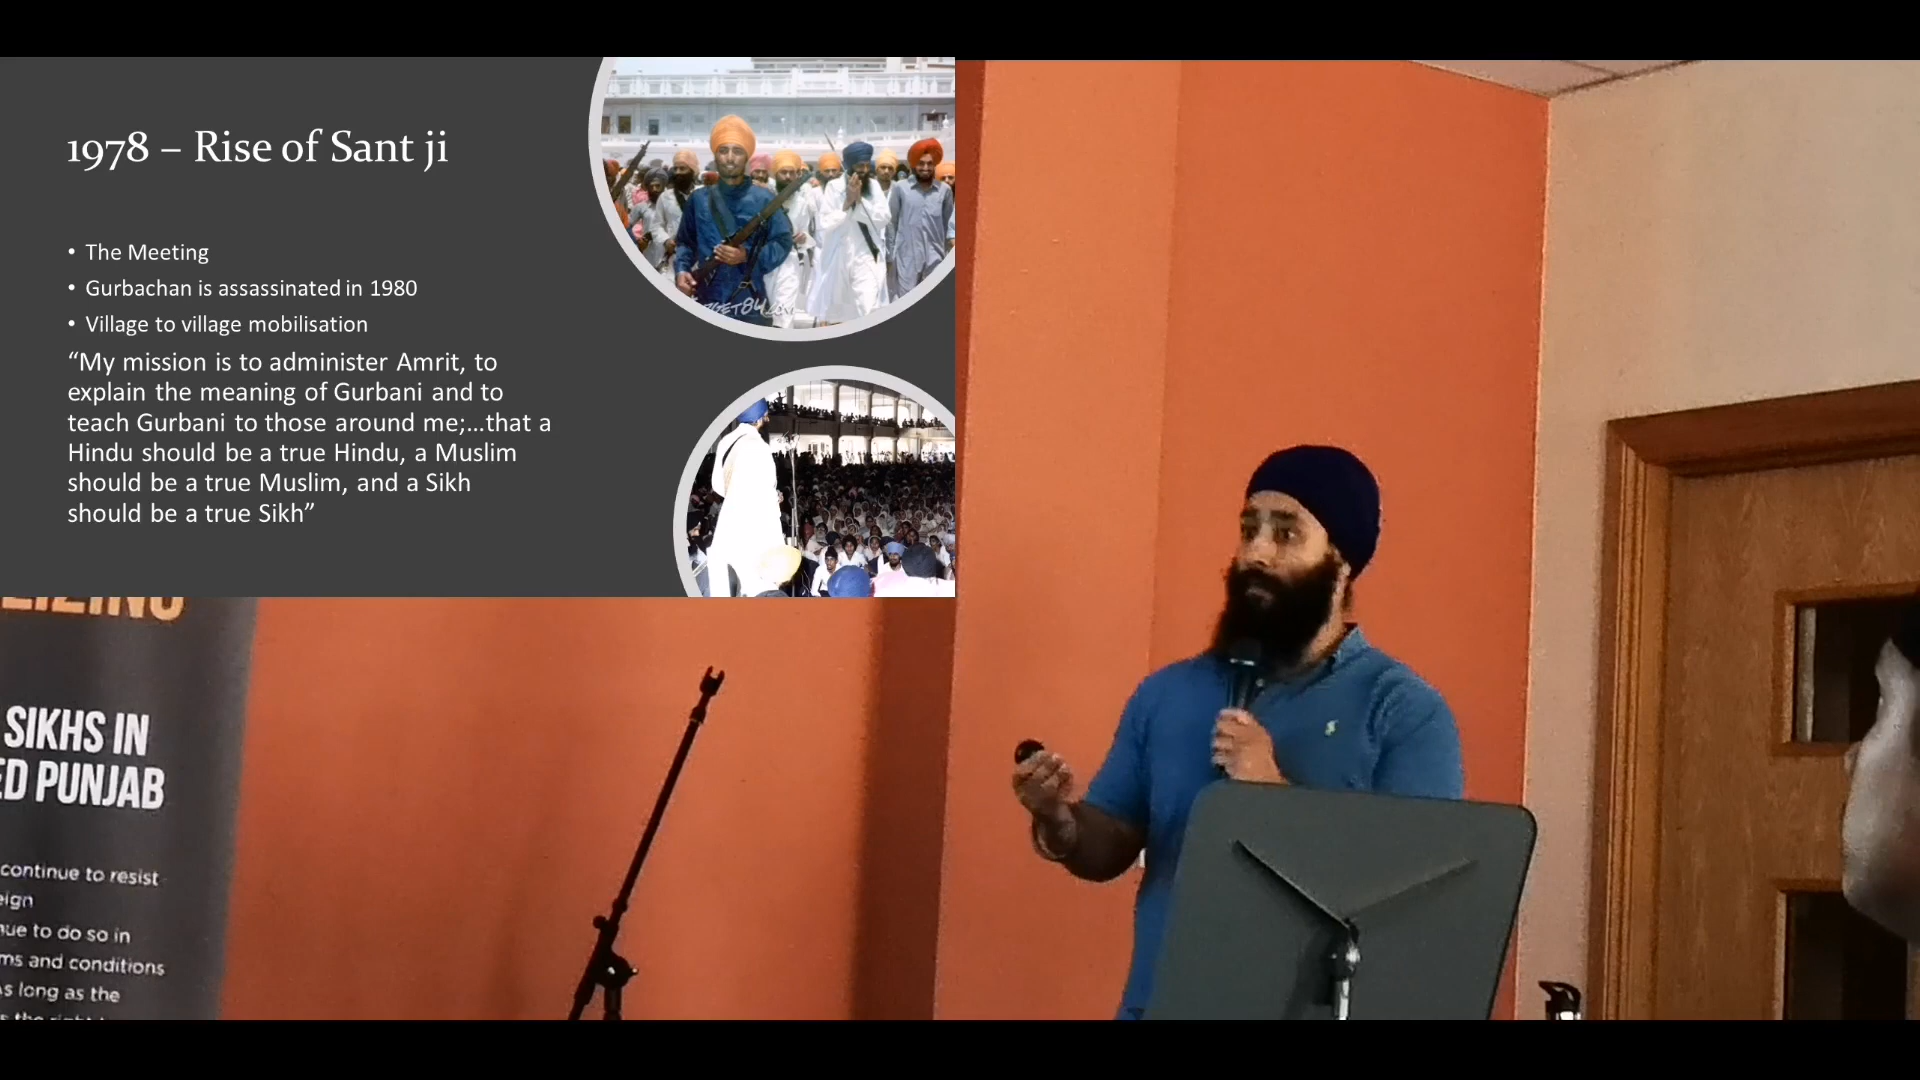 1978 – Rise of Sant ji
• The Meeting
• Gurbachan is assassinated in 1980
• Village to village mobilisation
“My mission is to administer Amrit, to
explain the meaning of Gurbani and to
teach Gurbani to those around me;...that a
Hindu should be a true Hindu, a Muslim
should be a true Muslim, and a Sikh
should be a true Sikh”
SIKHS IN
PUNJAB
continue to resist
to do so in
and conditions
long as the